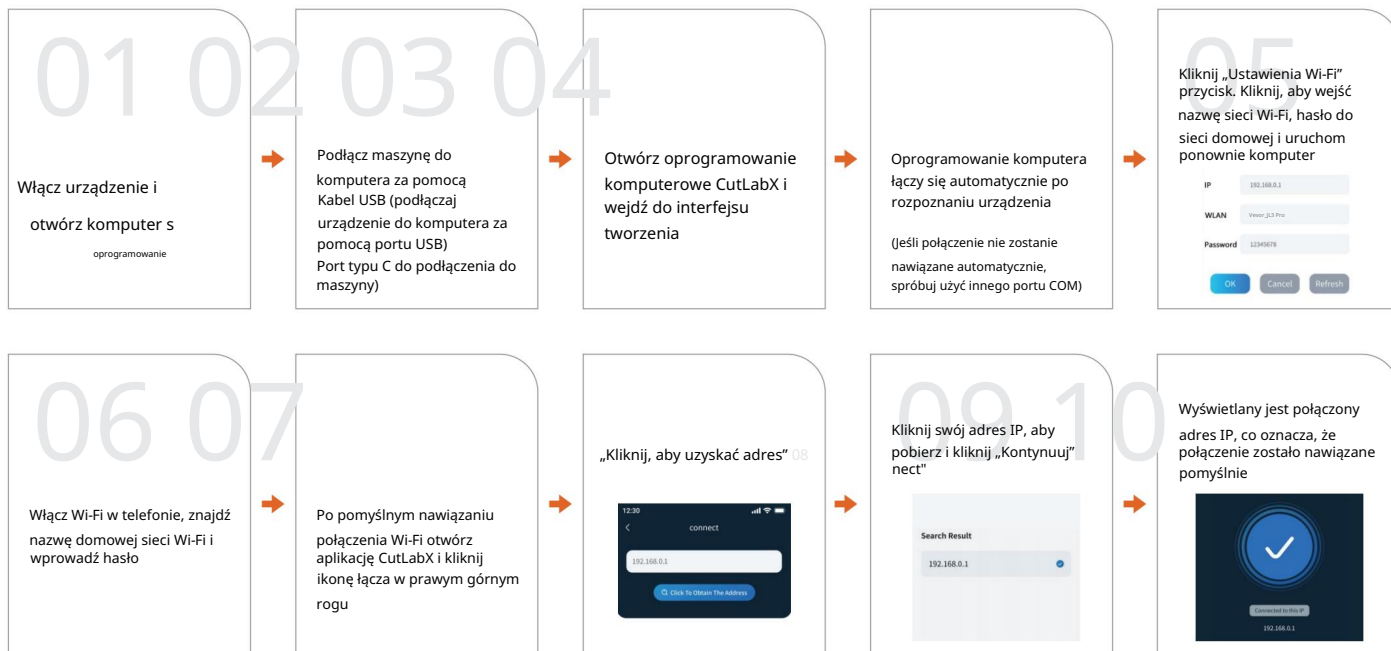 01 02 03 04
05
Włącz urządzenie i
otwórz komputer s
oprogramowanie
Podłącz maszynę do
komputera za pomocą
Kabel USB (podłączaj
urządzenie do komputera za
pomocą portu USB)
Port typu C do podłączenia do
maszyny)
Otwórz oprogramowanie
komputerowe CutLabX i
wejdź do interfejsu
tworzenia
Oprogramowanie komputera
łączy się automatycznie po
rozpoznaniu urządzenia
(Jeśli połączenie nie zostanie
nawiązane automatycznie,
spróbuj użyć innego portu COM)
Kliknij „Ustawienia Wi-Fi”
przycisk. Kliknij, aby wejść
nazwę sieci Wi-Fi, hasło do
sieci domowej i uruchom
ponownie komputer
IP 192.168.0.1
WLAN Vevor_JL3 Pro
Password 12345678
OK Cancel Refresh
06 07
09 10
Włącz Wi-Fi w telefonie, znajdź
nazwę domowej sieci Wi-Fi i
wprowadź hasło
Po pomyślnym nawiązaniu
połączenia Wi-Fi otwórz
aplikację CutLabX i kliknij
ikonę łącza w prawym górnym
rogu
„Kliknij, aby uzyskać adres” 08
12:30
connect
192.168.0.1
Click To Obtain The Address
Kliknij swój adres IP, aby
pobierz i kliknij „Kontynuuj”
nect"
Search Result
192.168.0.1
Wyświetlany jest połączony
adres IP, co oznacza, że
połączenie zostało nawiązane
pomyślnie
Connected to this IP
192.168.0.1